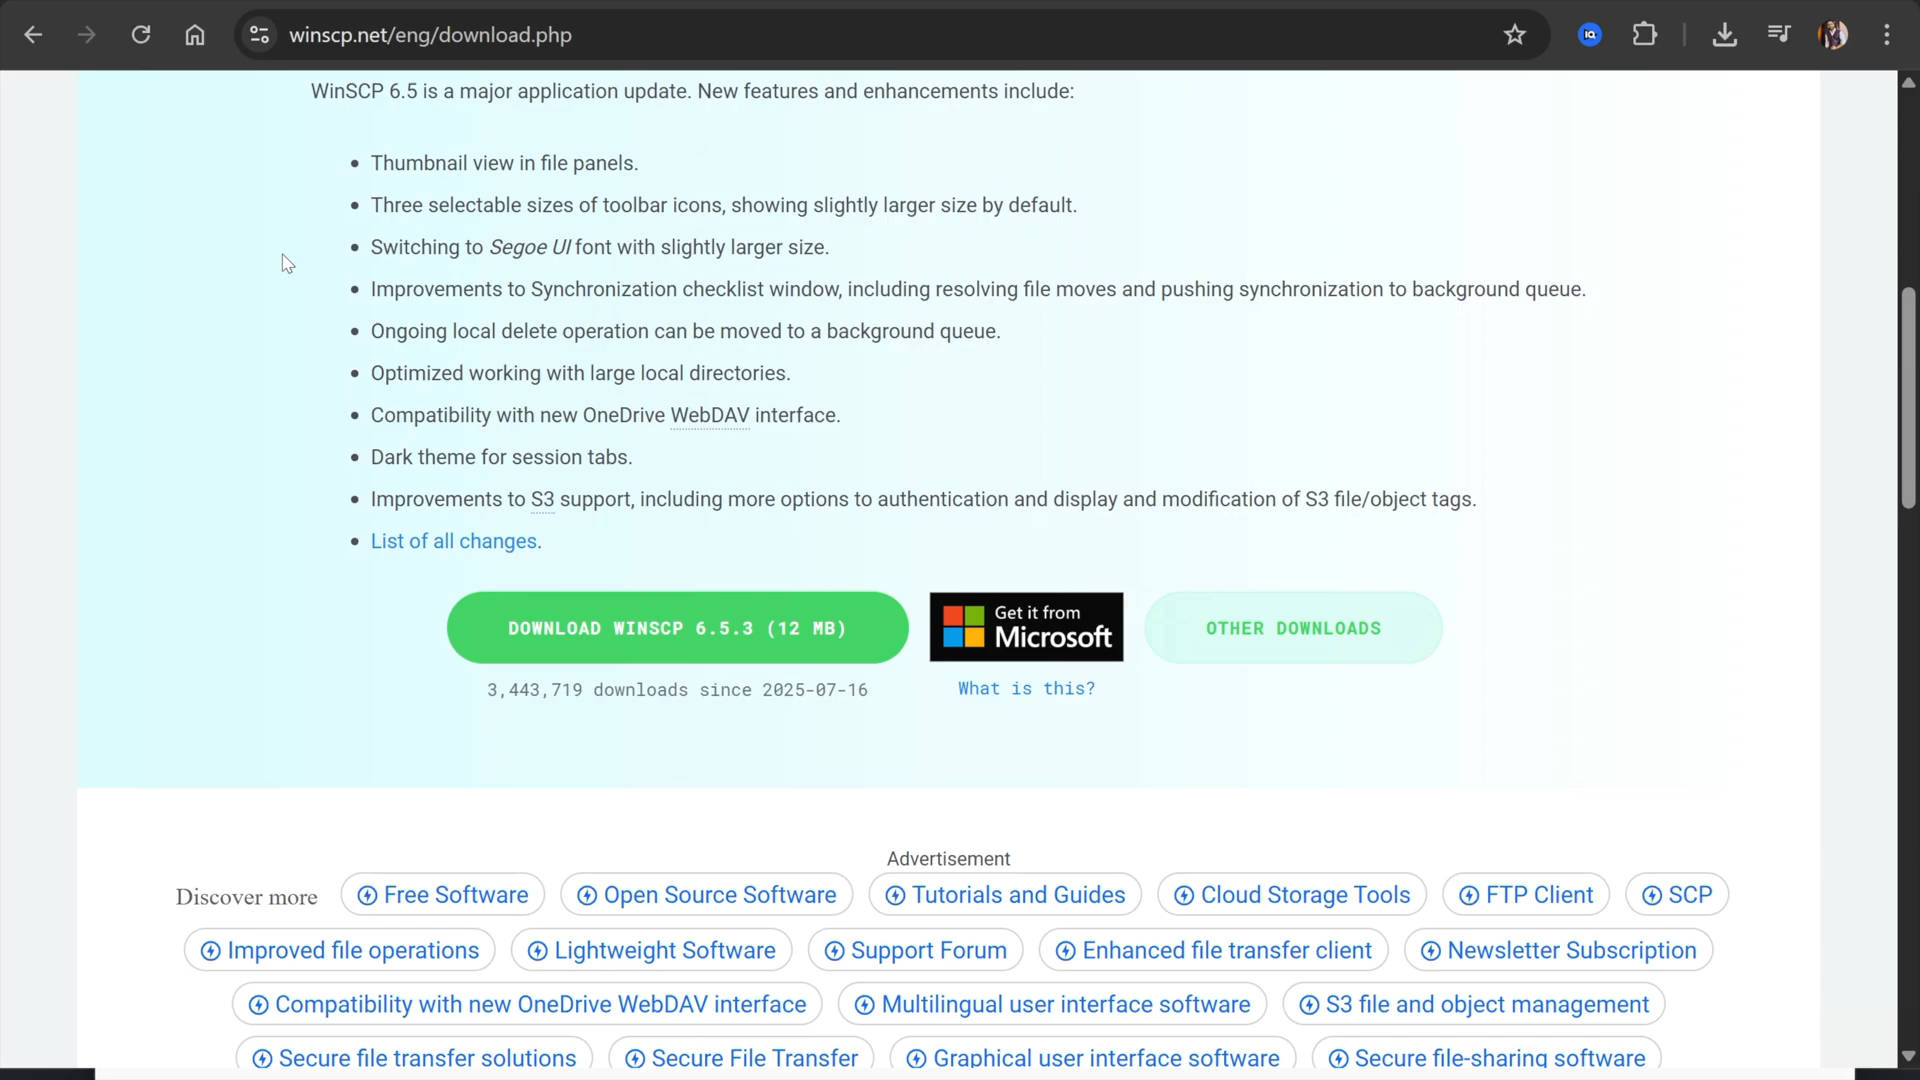 winscp.net/eng/download.php
WinSCP 6.5 is a major application update. New features and enhancements include:
Thumbnail view in file panels.
Three selectable sizes of toolbar icons, showing slightly larger size by default.
Switching to Segoe UI font with slightly larger size.
Improvements to Synchronization checklist window, including resolving file moves and pushing synchronization to background queue.
Ongoing local delete operation can be moved to a background queue.
Optimized working with large local directories.
Compatibility with new OneDrive WebDAV interface.
Dark theme for session tabs.
Improvements to S3 support, including more options to authentication and display and modification of S3 file/object tags.
List of all changes.
DOWNLOAD WINSCP 6.5.3 (12 MB)
Get it from
Microsoft
OTHER DOWNLOADS
3,443,719 downloads since 2025-07-16
What is this?
Advertisement
Discover more Free Software Open Source Software Tutorials and Guides Cloud Storage Tools FTP Client SCP
Improved file operations Lightweight Software Support Forum Enhanced file transfer client Newsletter Subscription
Compatibility with new OneDrive WebDAV interface Multilingual user interface software S3 file and object management
Secure file transfer solutions Secure File Transfer Graphical user interface software Secure file-sharing software